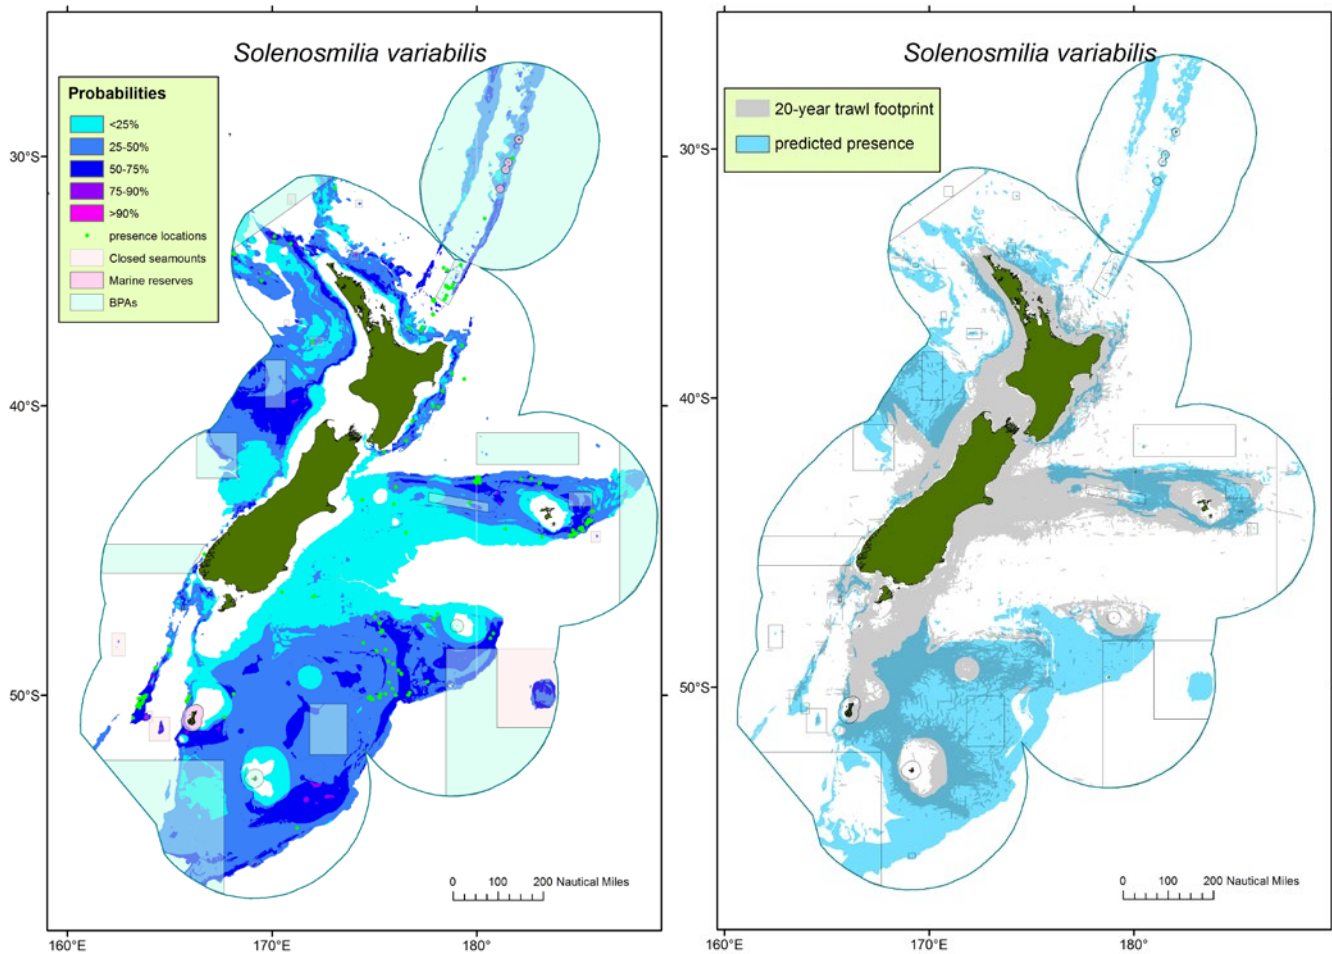 Solenosmilia variabilis
Probabilities
<25%
25-50%
50-75%
75-90%
>90%
presence locations
Closed seamounts
Marine reserves
BPAs
30°S
40°S
50°S
0 100 200 Nautical Miles
160°E 170°E 180°
Solenosmilia variabilis
20-year trawl footprint
predicted presence
30°S
40°S
50°S
0 100 200 Nautical Miles
160°E 170°E 180°